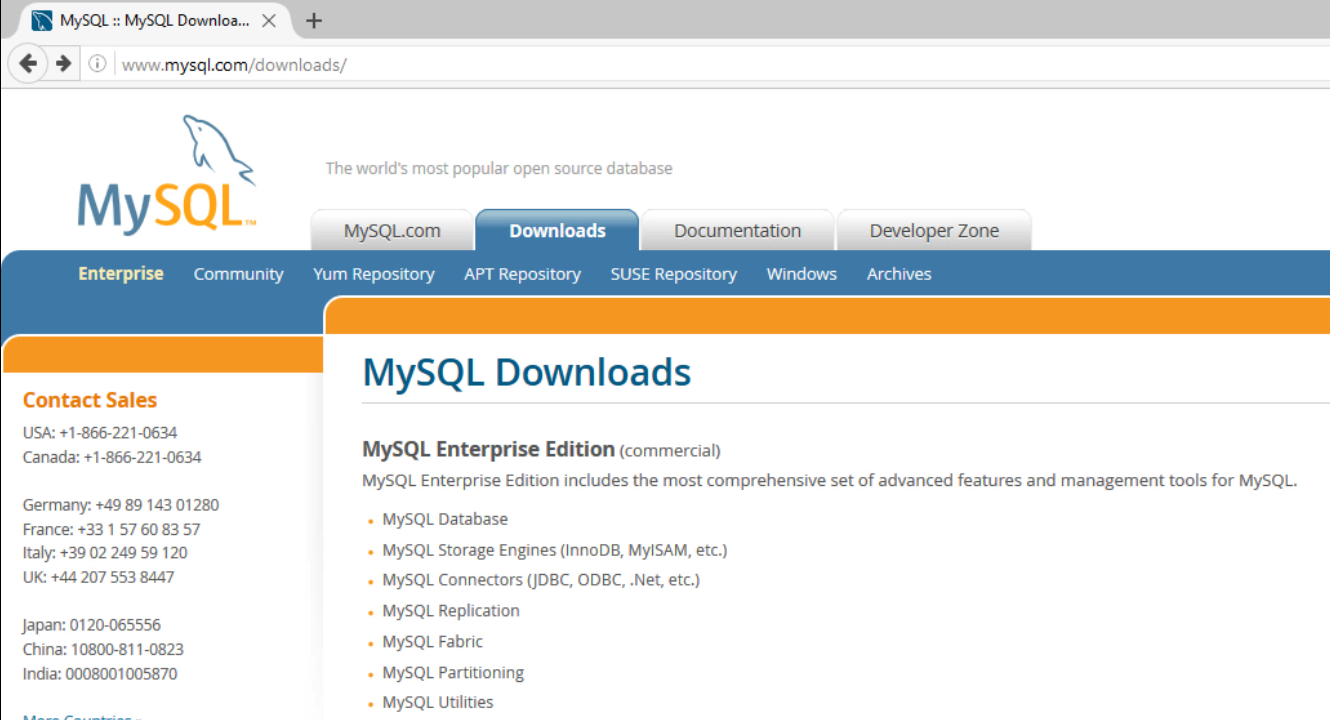 MySQL :: MySQL Downloa...
www.mysql.com/downloads/
MySQL™
The world's most popular open source database
MySQL.com Downloads Documentation Developer Zone
Enterprise Community Yum Repository APT Repository SUSE Repository Windows Archives
Contact Sales
USA: +1-866-221-0634
Canada: +1-866-221-0634
Germany: +49 89 143 01280
France: +33 1 57 60 83 57
Italy: +39 02 249 59 120
UK: +44 207 553 8447
Japan: 0120-065556
China: 10800-811-0823
India: 0008001005870
More Countries »
MySQL Downloads
MySQL Enterprise Edition (commercial)
MySQL Enterprise Edition includes the most comprehensive set of advanced features and management tools for MySQL.
• MySQL Database
• MySQL Storage Engines (InnoDB, MyISAM, etc.)
• MySQL Connectors (JDBC, ODBC, .Net, etc.)
• MySQL Replication
• MySQL Fabric
• MySQL Partitioning
• MySQL Utilities